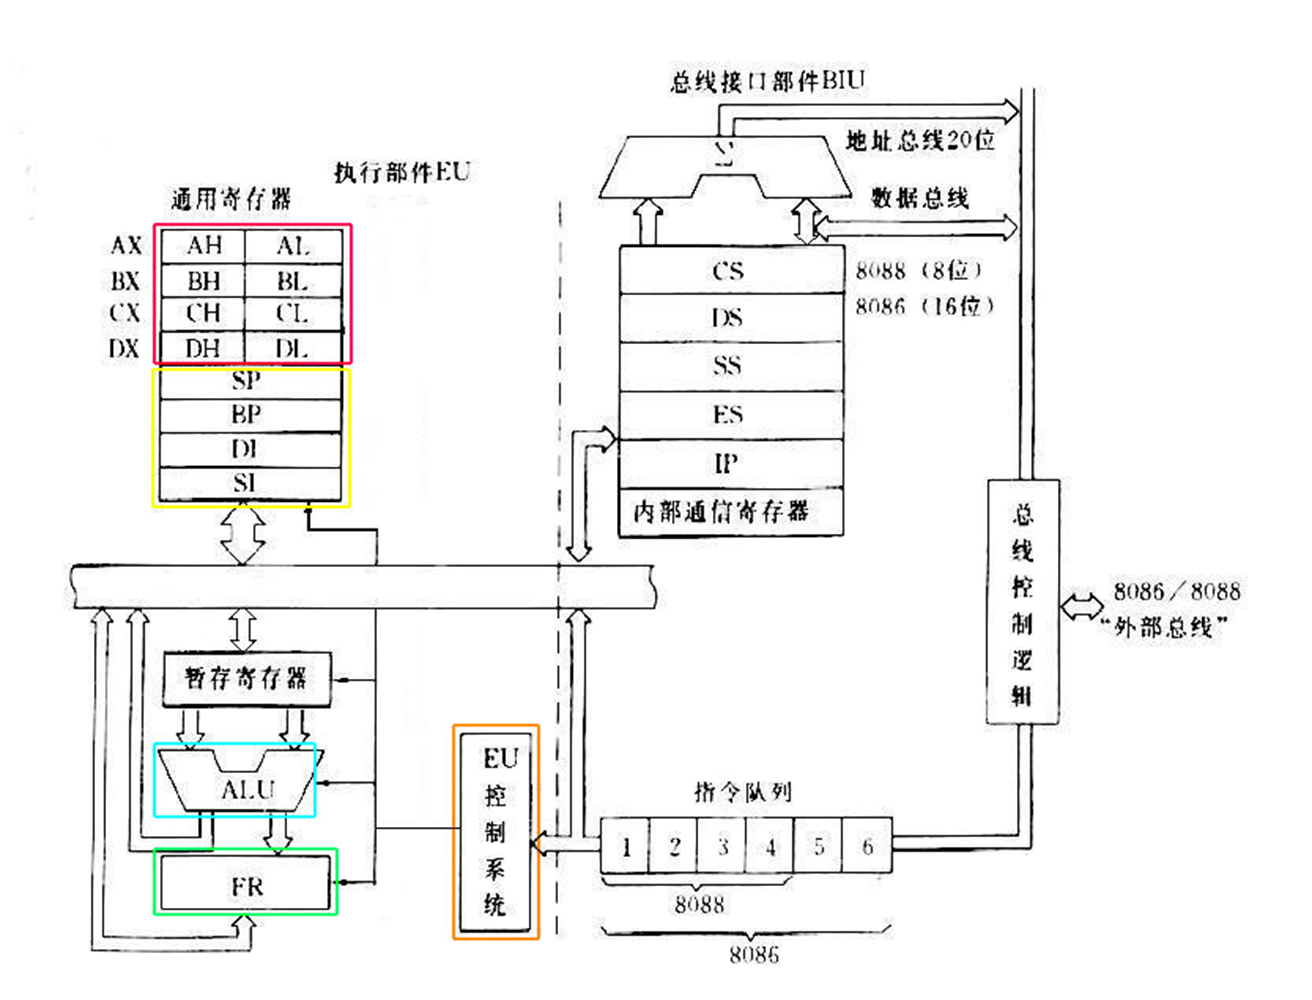 总线接口部件BIU
地址总线20位
执行部件EU
通用寄存器
数据总线
AX AH AL
BX BH BL
CX CH CL
DX DH DL
SP
BP
DI
SI
CS
DS
SS
ES
IP
内部通信寄存器
8088（8位）
8086（16位）
总线控制逻辑
8086／8088
“外部总线”
暂存寄存器
ALU
FR
EU控制系统
指令队列
1 2 3 4 5 6
8088
8086